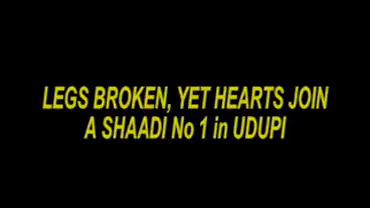 LEGS BROKEN, YET HEARTS JOIN
A SHAADI No 1 in UDUPI